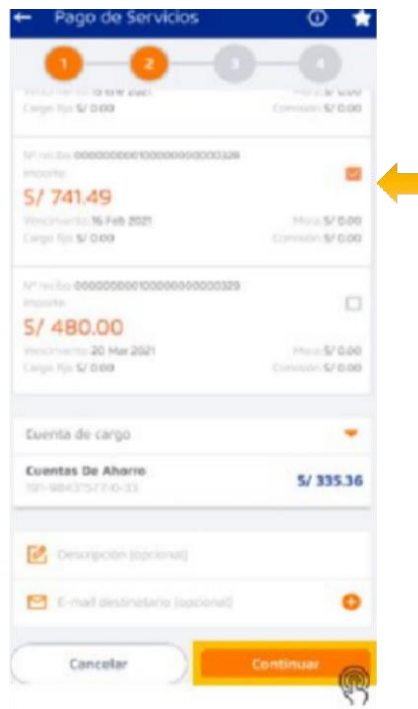 Pago de Servicios
1 2 3 4
Cargo fijo S/ 0.00 Comisión S/ 0.00
Nº recibo
Importe
S/ 741.49
Vencimiento 16 Feb 2021 Mora S/ 0.00
Cargo fijo S/ 0.00 Comisión S/ 0.00
Nº recibo
Importe
S/ 480.00
Vencimiento 20 Mar 2021 Mora S/ 0.00
Cargo fijo S/ 0.00 Comisión S/ 0.00
Cuenta de cargo
Cuentas De Ahorro S/ 335.36
Descripción (opcional)
E-mail destinatario (opcional)
Cancelar Continuar